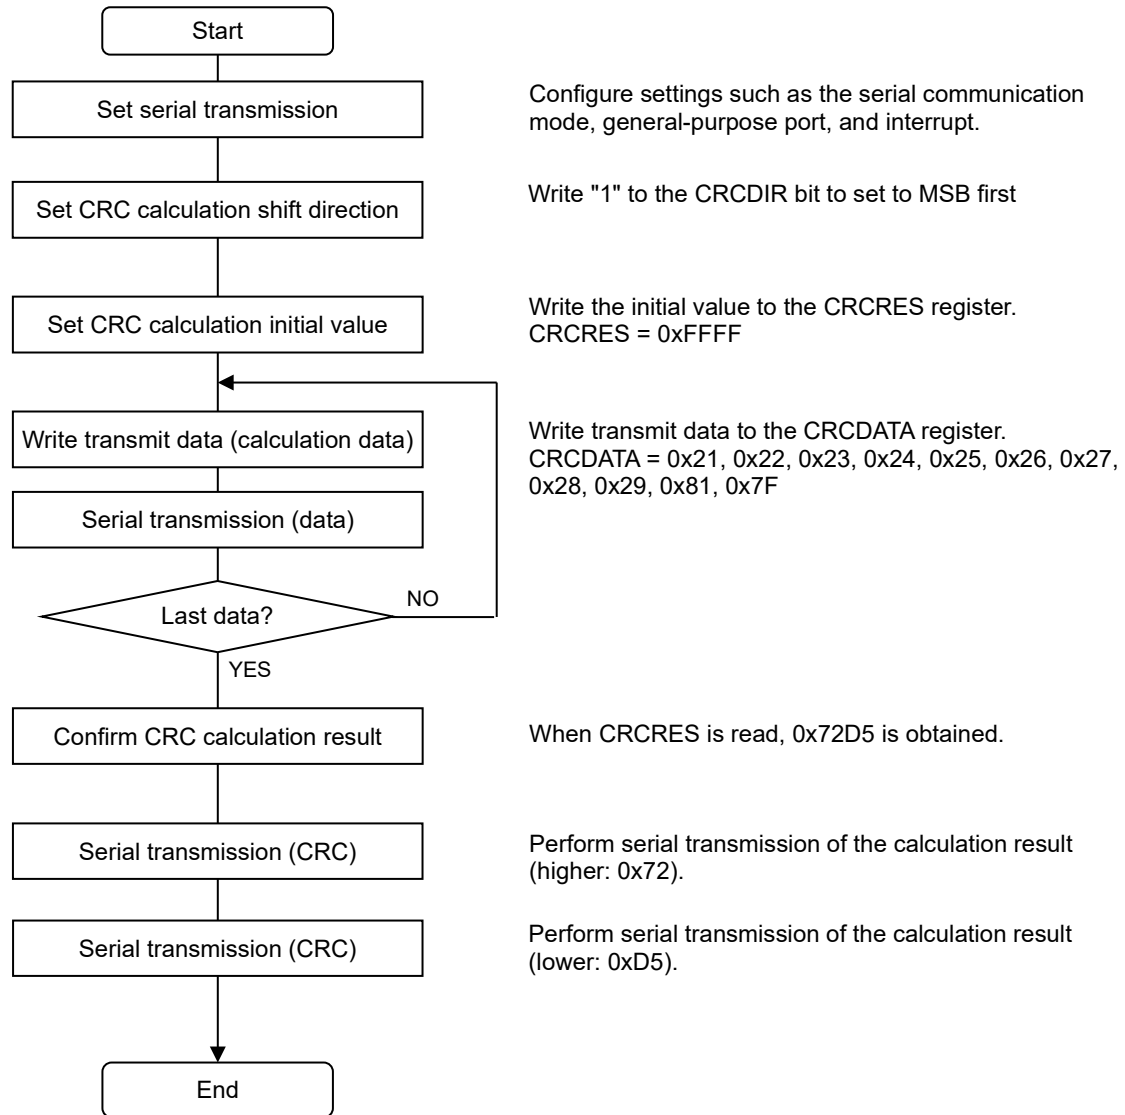 Start
Set serial transmission
Configure settings such as the serial communication
mode, general-purpose port, and interrupt.
Set CRC calculation shift direction
Write "1" to the CRCDIR bit to set to MSB first
Set CRC calculation initial value
Write the initial value to the CRCRES register.
CRCRES = 0xFFFF
Write transmit data (calculation data)
Write transmit data to the CRCDATA register.
CRCDATA = 0x21, 0x22, 0x23, 0x24, 0x25, 0x26, 0x27,
0x28, 0x29, 0x81, 0x7F
Serial transmission (data)
Last data?
NO
YES
Confirm CRC calculation result
When CRCRES is read, 0x72D5 is obtained.
Serial transmission (CRC)
Perform serial transmission of the calculation result
(higher: 0x72).
Serial transmission (CRC)
Perform serial transmission of the calculation result
(lower: 0xD5).
End